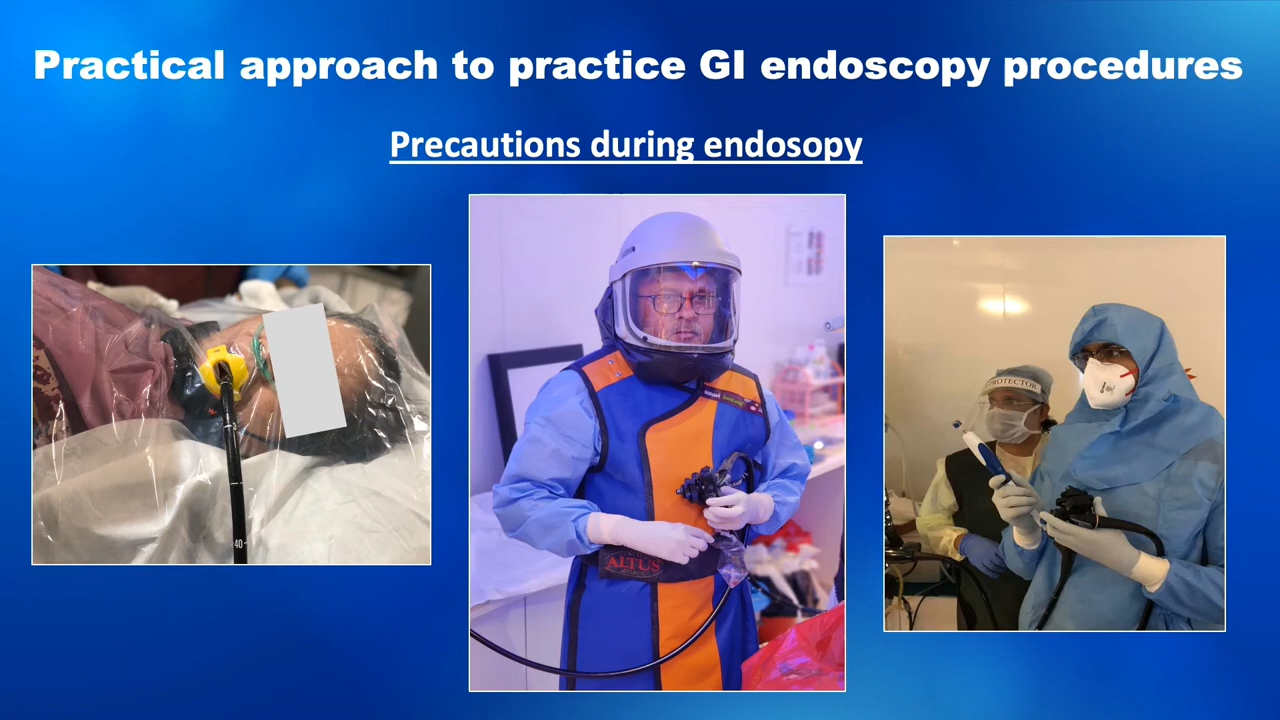 Practical approach to practice GI endoscopy procedures
Precautions during endosopy
40-
ALTUS
PROTECTOR